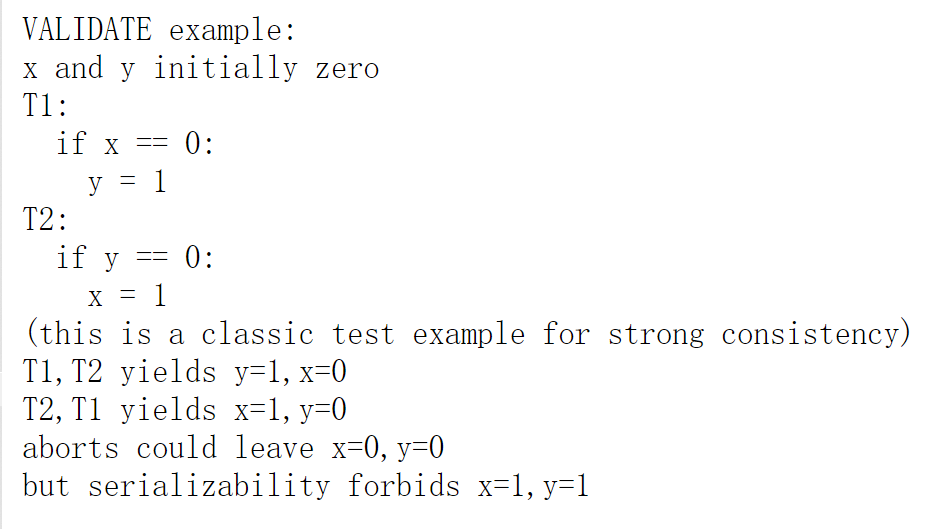 VALIDATE example:
x and y initially zero
T1:
  if x == 0:
    y = 1
T2:
  if y == 0:
    x = 1
(this is a classic test example for strong consistency)
T1,T2 yields y=1,x=0
T2,T1 yields x=1,y=0
aborts could leave x=0,y=0
but serializability forbids x=1,y=1